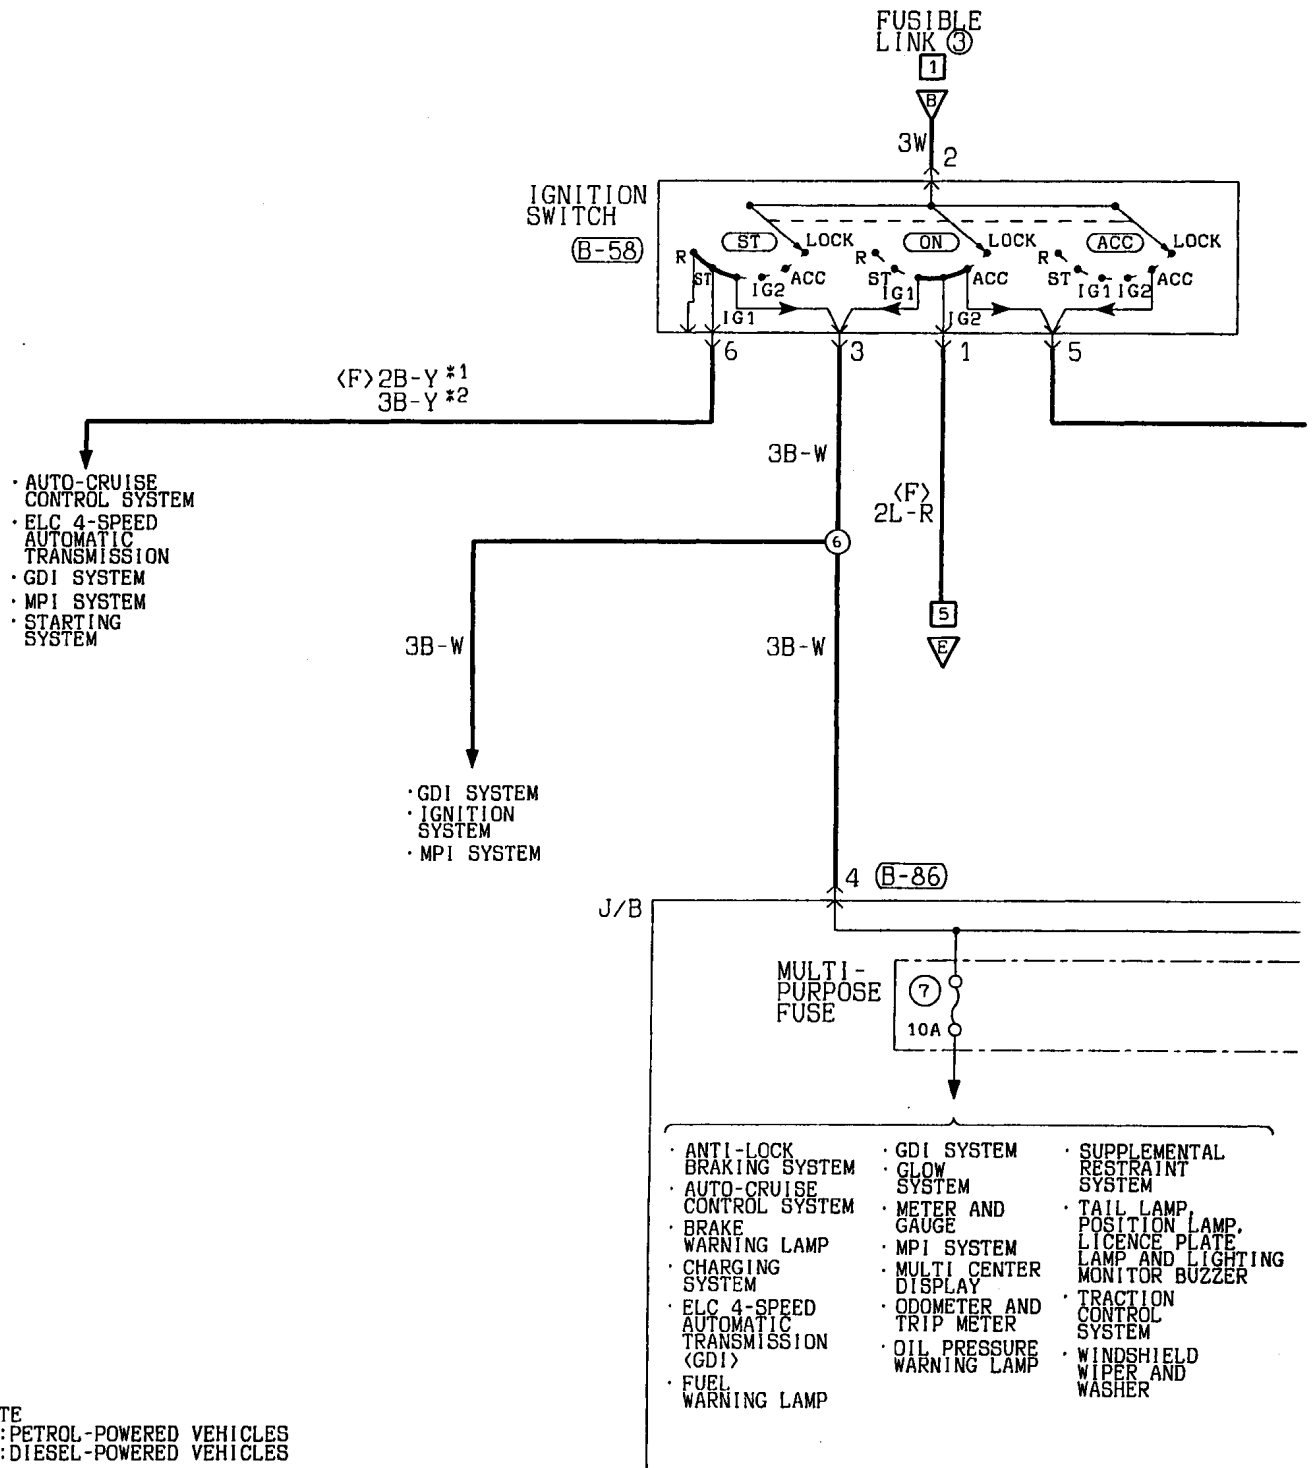 FUSIBLE
LINK ③
1
B
3W
2
IGNITION
SWITCH
(B-58)
ST
LOCK
ON
LOCK
ACC
LOCK
R
ST
IG1
IG2
ACC
R
ST
IG1
IG2
ACC
R
ST
IG1
IG2
ACC
6
3
1
5
<F>2B-Y *1
3B-Y *2
· AUTO-CRUISE
CONTROL SYSTEM
· ELC 4-SPEED
AUTOMATIC
TRANSMISSION
· GDI SYSTEM
· MPI SYSTEM
· STARTING
SYSTEM
3B-W
<F>
2L-R
6
5
E
3B-W
3B-W
· GDI SYSTEM
· IGNITION
SYSTEM
· MPI SYSTEM
4 (B-86)
J/B
MULTI-
PURPOSE
FUSE
7
10A
· ANTI-LOCK
BRAKING SYSTEM
· AUTO-CRUISE
CONTROL SYSTEM
· BRAKE
WARNING LAMP
· CHARGING
SYSTEM
· ELC 4-SPEED
AUTOMATIC
TRANSMISSION
<GDI>
· FUEL
WARNING LAMP
· GDI SYSTEM
· GLOW
SYSTEM
· METER AND
GAUGE
· MPI SYSTEM
· MULTI CENTER
DISPLAY
· ODOMETER AND
TRIP METER
· OIL PRESSURE
WARNING LAMP
· SUPPLEMENTAL
RESTRAINT
SYSTEM
· TAIL LAMP,
POSITION LAMP,
LICENCE PLATE
LAMP AND LIGHTING
MONITOR BUZZER
· TRACTION
CONTROL
SYSTEM
· WINDSHIELD
WIPER AND
WASHER
TE
:PETROL-POWERED VEHICLES
:DIESEL-POWERED VEHICLES